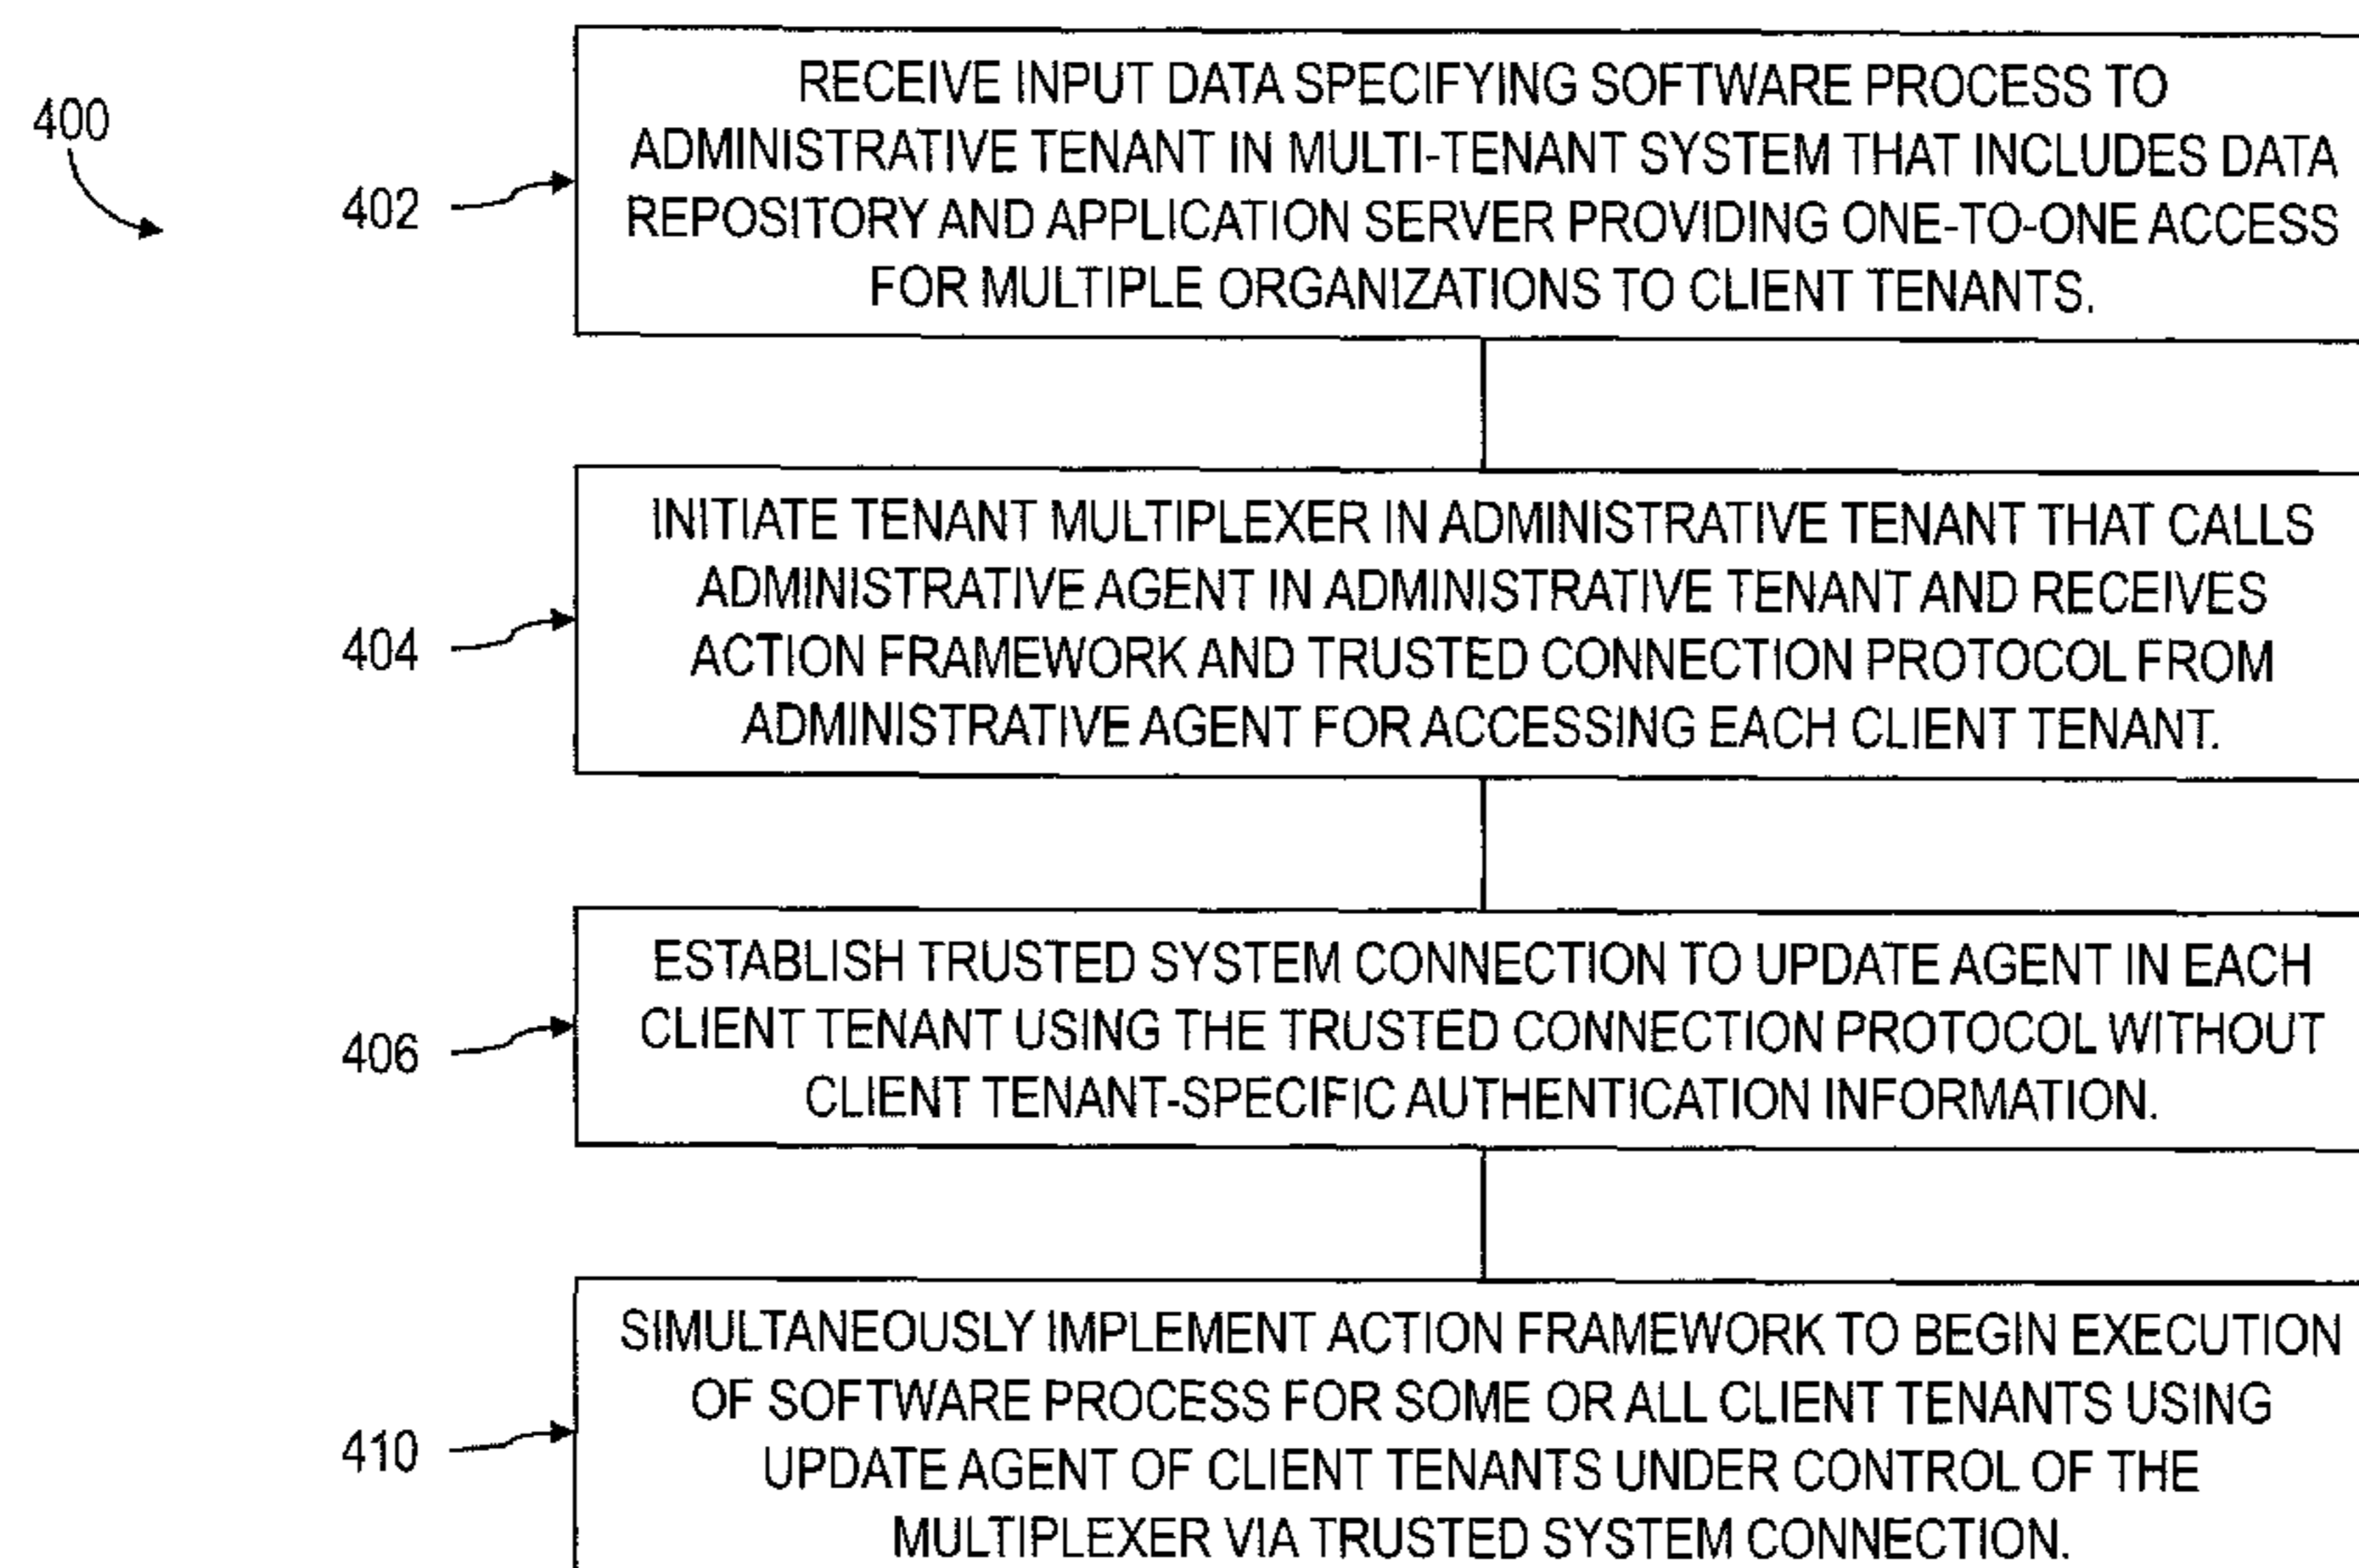 400
402
RECEIVE INPUT DATA SPECIFYING SOFTWARE PROCESS TO
ADMINISTRATIVE TENANT IN MULTI-TENANT SYSTEM THAT INCLUDES DATA
REPOSITORY AND APPLICATION SERVER PROVIDING ONE-TO-ONE ACCESS
FOR MULTIPLE ORGANIZATIONS TO CLIENT TENANTS.
404
INITIATE TENANT MULTIPLEXER IN ADMINISTRATIVE TENANT THAT CALLS
ADMINISTRATIVE AGENT IN ADMINISTRATIVE TENANT AND RECEIVES
ACTION FRAMEWORK AND TRUSTED CONNECTION PROTOCOL FROM
ADMINISTRATIVE AGENT FOR ACCESSING EACH CLIENT TENANT.
406
ESTABLISH TRUSTED SYSTEM CONNECTION TO UPDATE AGENT IN EACH
CLIENT TENANT USING THE TRUSTED CONNECTION PROTOCOL WITHOUT
CLIENT TENANT-SPECIFIC AUTHENTICATION INFORMATION.
410
SIMULTANEOUSLY IMPLEMENT ACTION FRAMEWORK TO BEGIN EXECUTION
OF SOFTWARE PROCESS FOR SOME OR ALL CLIENT TENANTS USING
UPDATE AGENT OF CLIENT TENANTS UNDER CONTROL OF THE
MULTIPLEXER VIA TRUSTED SYSTEM CONNECTION.